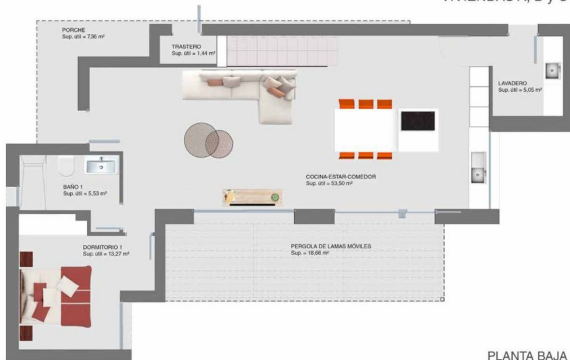 PORCHE
Sup. útil = 7,96 m²
TRASTERO
Sup. útil = 1,44 m²
LAVADERO
Sup. útil = 5,05 m²
COCINA-ESTAR-COMEDOR
Sup. útil = 53,50 m²
BAÑO 1
Sup. útil = 5,53 m²
DORMITORIO 1
Sup. útil = 13,27 m²
PERGOLA DE LAMAS MÓVILES
Sup. = 18,66 m²
PLANTA BAJA